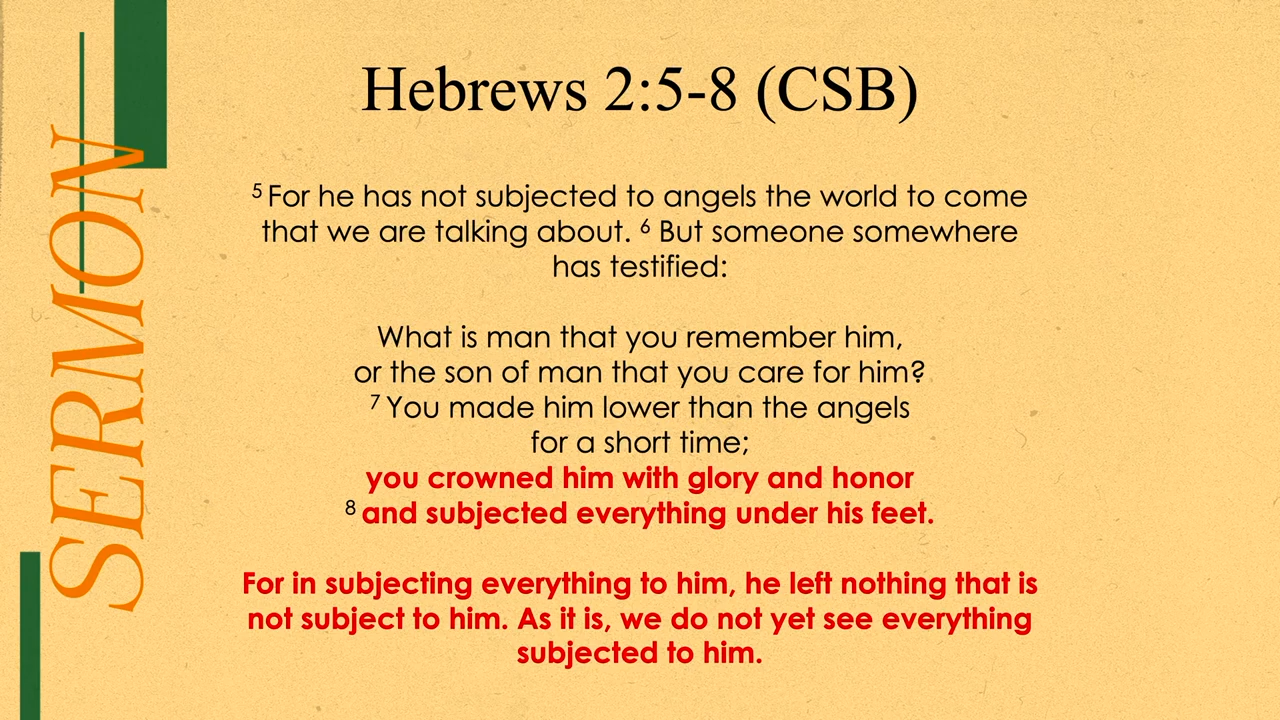 SERMON
Hebrews 2:5-8 (CSB)
5 For he has not subjected to angels the world to come
that we are talking about. 6 But someone somewhere
has testified:
What is man that you remember him,
or the son of man that you care for him?
7 You made him lower than the angels
for a short time;
you crowned him with glory and honor
8 and subjected everything under his feet.
For in subjecting everything to him, he left nothing that is
not subject to him. As it is, we do not yet see everything
subjected to him.